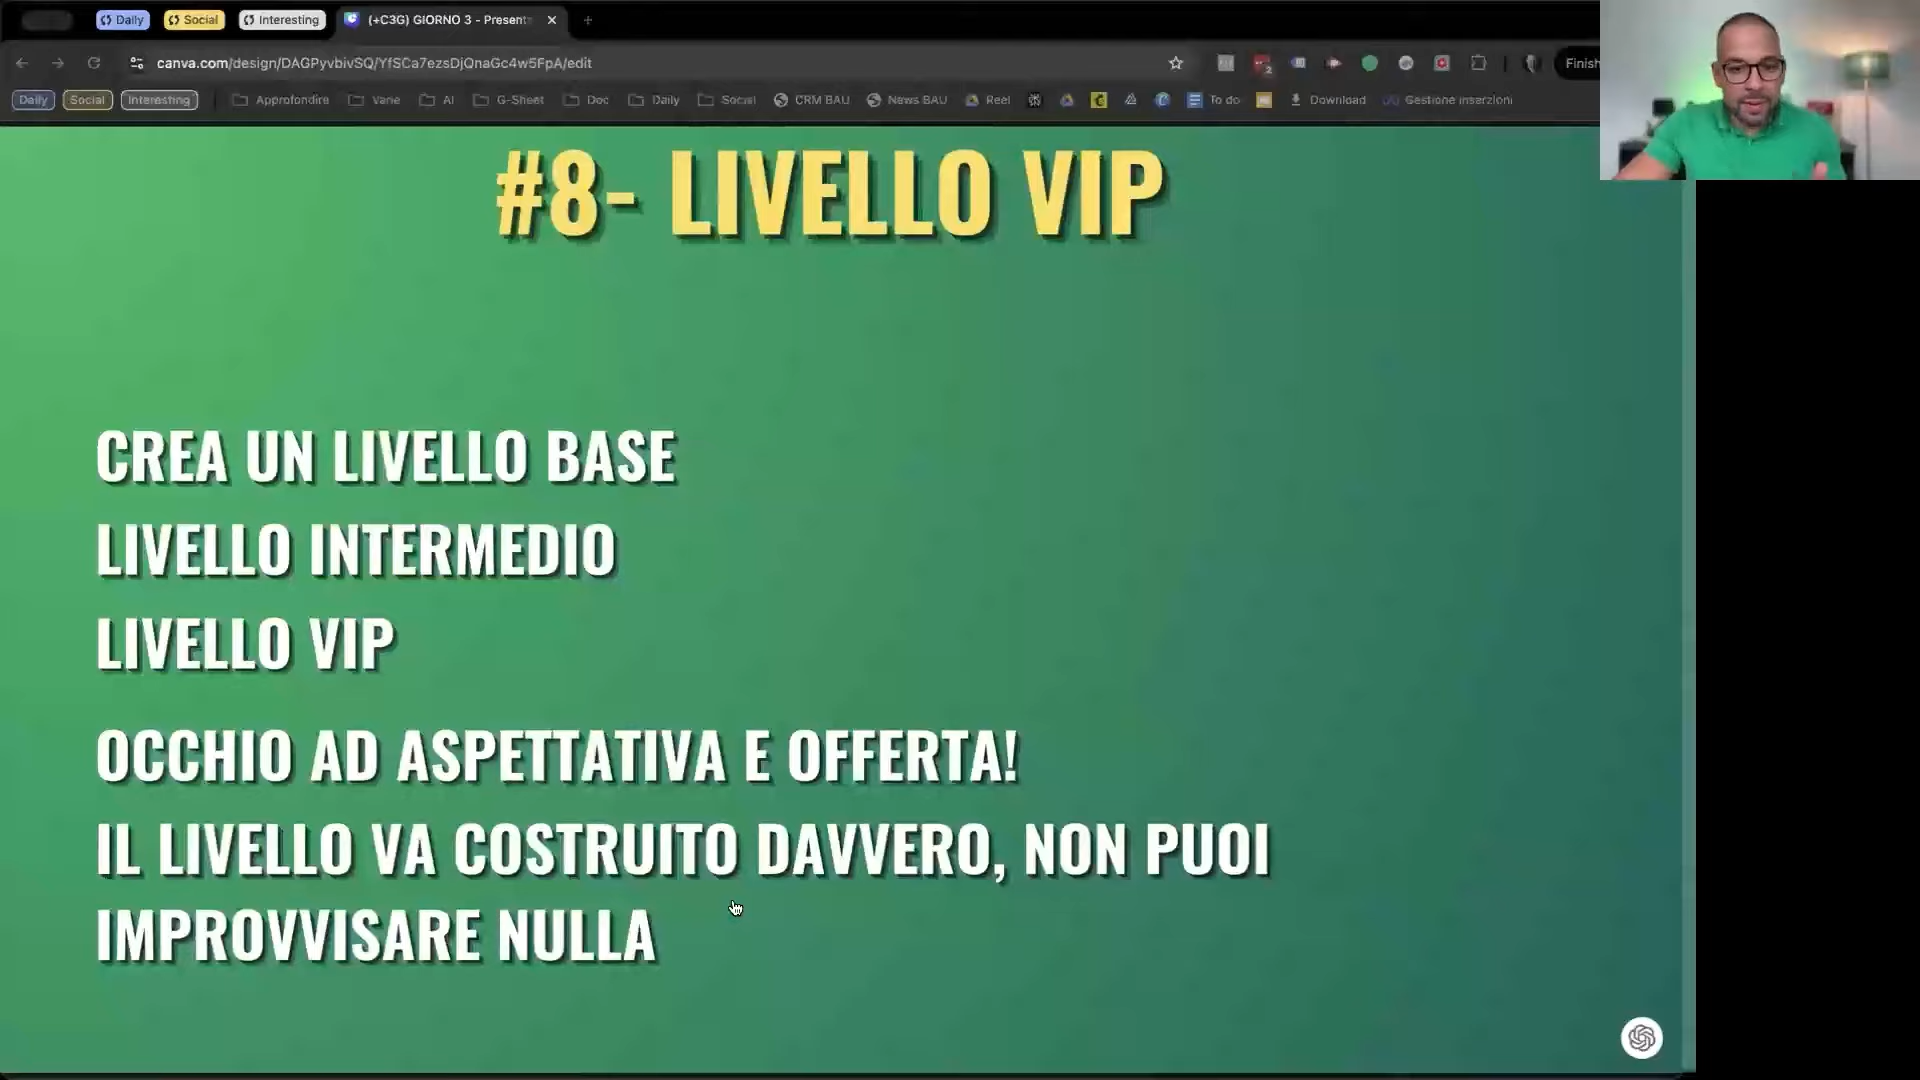 Daily
Social
Interesting
(+C3G) GIORNO 3 - Present
canva.com/design/DAGPyvbivSQ/YfSCa7ezsDjQnaGc4w5FpA/edit
2
Finish
Daily Social Interesting Approfondire Vane AI G-Sheet Doc Daily Social CRM BAU News BAU Reel To do Download Gestione inserzioni
#8- LIVELLO VIP
CREA UN LIVELLO BASE
LIVELLO INTERMEDIO
LIVELLO VIP
OCCHIO AD ASPETTATIVA E OFFERTA!
IL LIVELLO VA COSTRUITO DAVVERO, NON PUOI
IMPROVVISARE NULLA